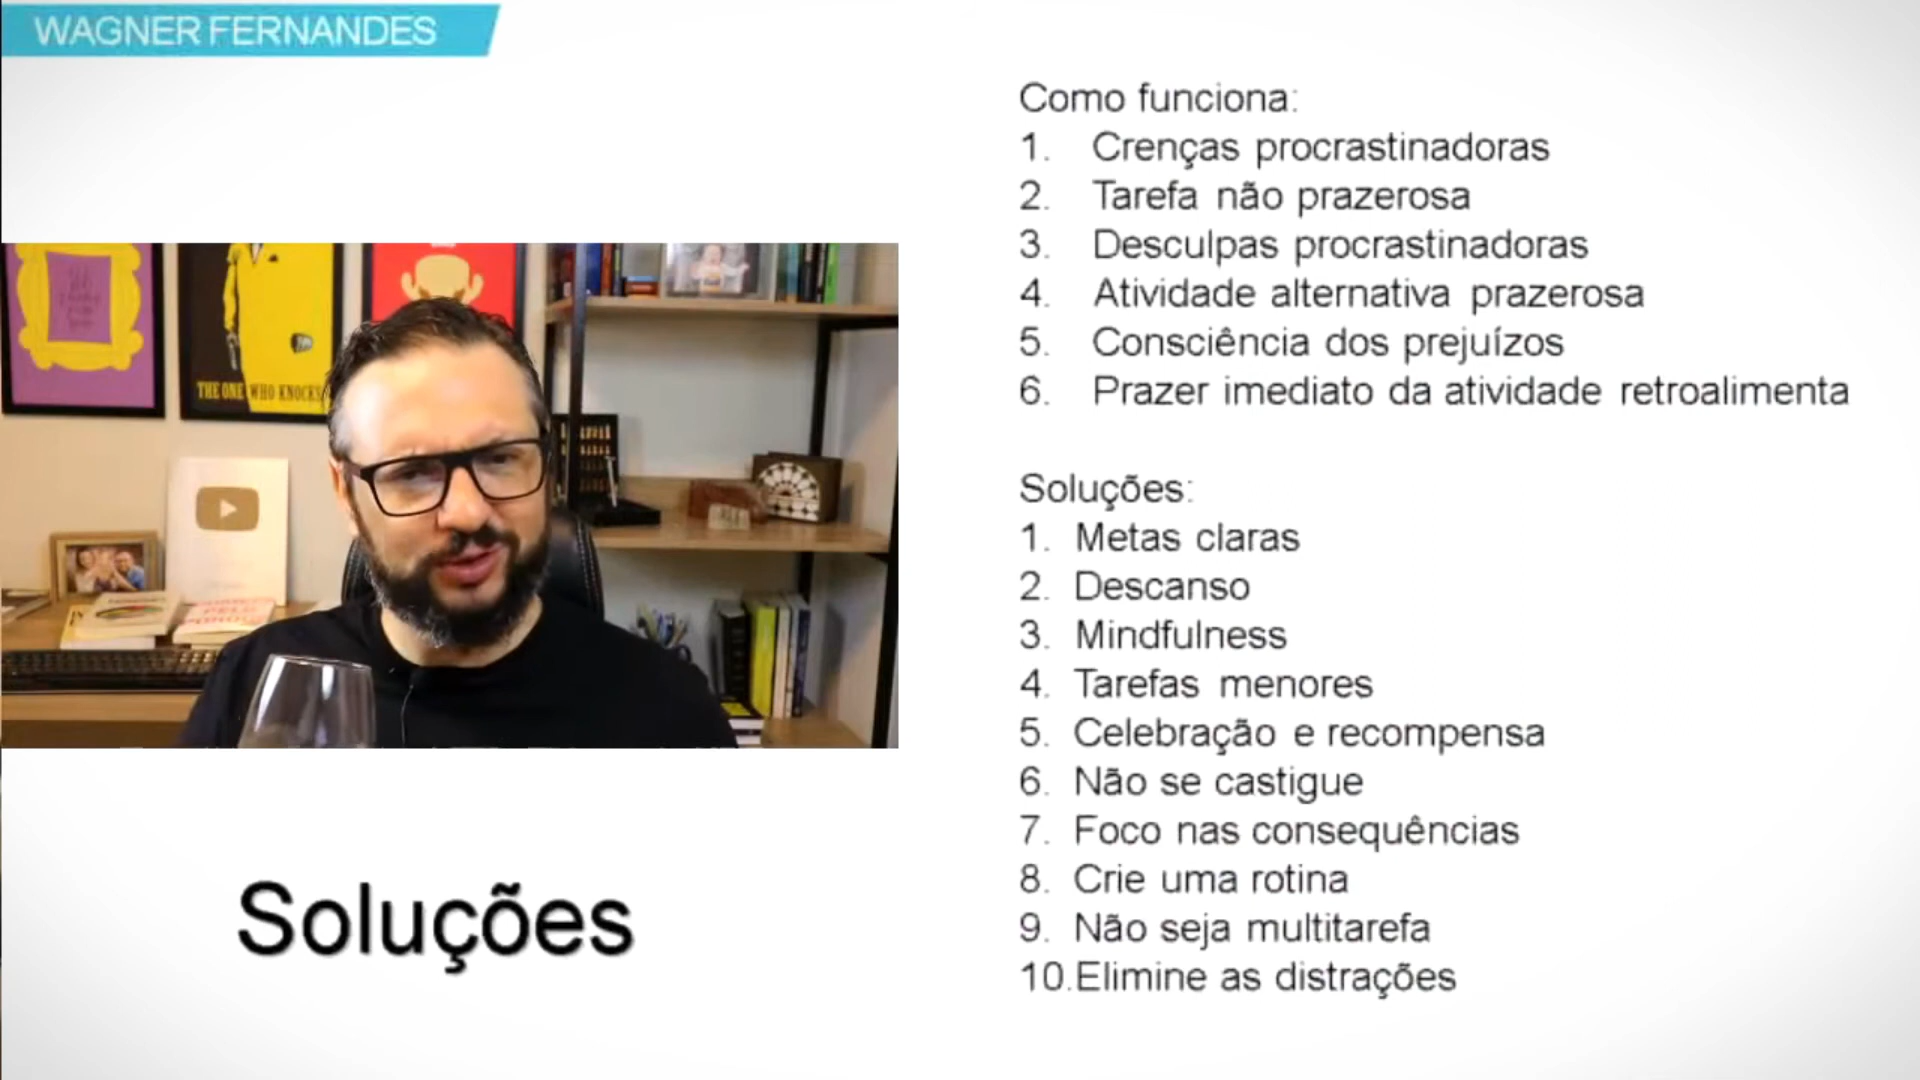 WAGNER FERNANDES
THE ONE WHO KNOCKS
Soluções
Como funciona:
1. Crenças procrastinadoras
2. Tarefa não prazerosa
3. Desculpas procrastinadoras
4. Atividade alternativa prazerosa
5. Consciência dos prejuízos
6. Prazer imediato da atividade retroalimenta
Soluções:
1. Metas claras
2. Descanso
3. Mindfulness
4. Tarefas menores
5. Celebração e recompensa
6. Não se castigue
7. Foco nas consequências
8. Crie uma rotina
9. Não seja multitarefa
10.Elimine as distrações